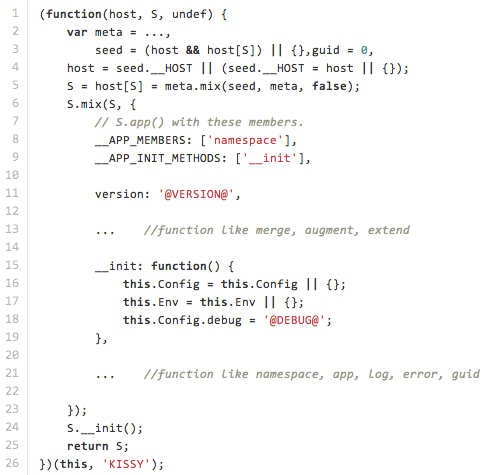 1 (function(host, S, undef) {
2     var meta = ...,
3         seed = (host && host[S]) || {},guid = 0,
4     host = seed.__HOST || (seed.__HOST = host || {});
5     S = host[S] = meta.mix(seed, meta, false);
6     S.mix(S, {
7         // S.app() with these members.
8         __APP_MEMBERS: ['namespace'],
9         __APP_INIT_METHODS: ['__init'],
10
11         version: '@VERSION@',
12
13         ...    //function like merge, augment, extend
14
15         __init: function() {
16             this.Config = this.Config || {};
17             this.Env = this.Env || {};
18             this.Config.debug = '@DEBUG@';
19         },
20
21         ...    //function like namespace, app, log, error, guid
22
23     });
24     S.__init();
25     return S;
26 })(this, 'KISSY');